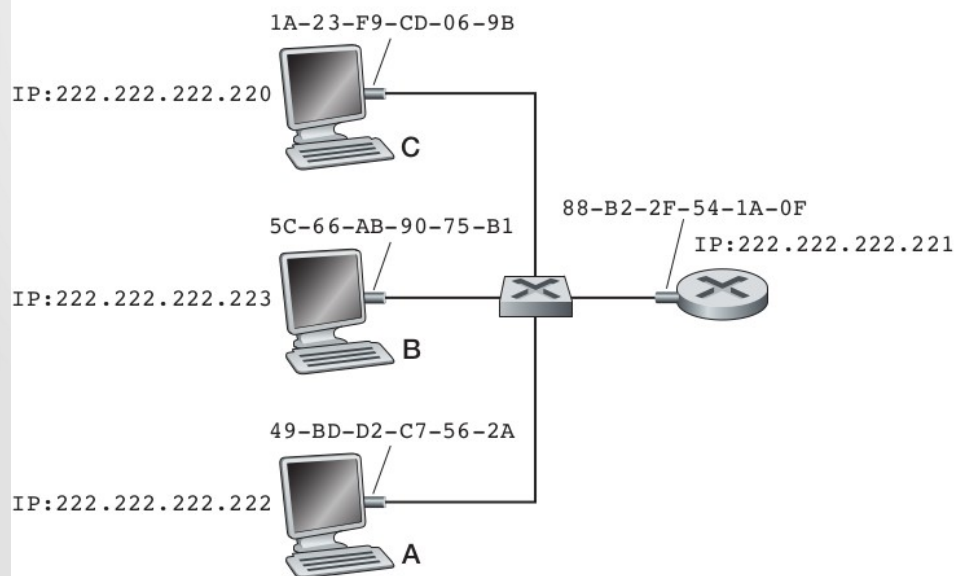 1A-23-F9-CD-06-9B
IP:222.222.222.220
C
88-B2-2F-54-1A-0F
5C-66-AB-90-75-B1
IP:222.222.222.221
IP:222.222.222.223
B
49-BD-D2-C7-56-2A
IP:222.222.222.222
A